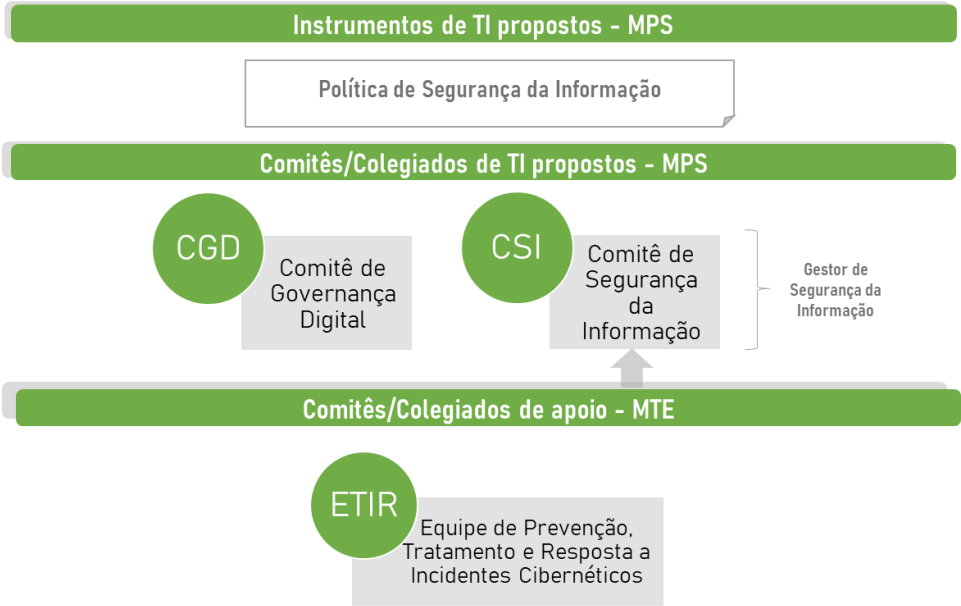 Instrumentos de TI propostos - MPS
Política de Segurança da Informação
Comitês/Colegiados de TI propostos - MPS
CGD
Comitê de
Governança
Digital
CSI
Comitê de
Segurança
da
Informação
Gestor de
Segurança da
Informação
Comitês/Colegiados de apoio - MTE
ETIR
Equipe de Prevenção,
Tratamento e Resposta a
Incidentes Cibernéticos